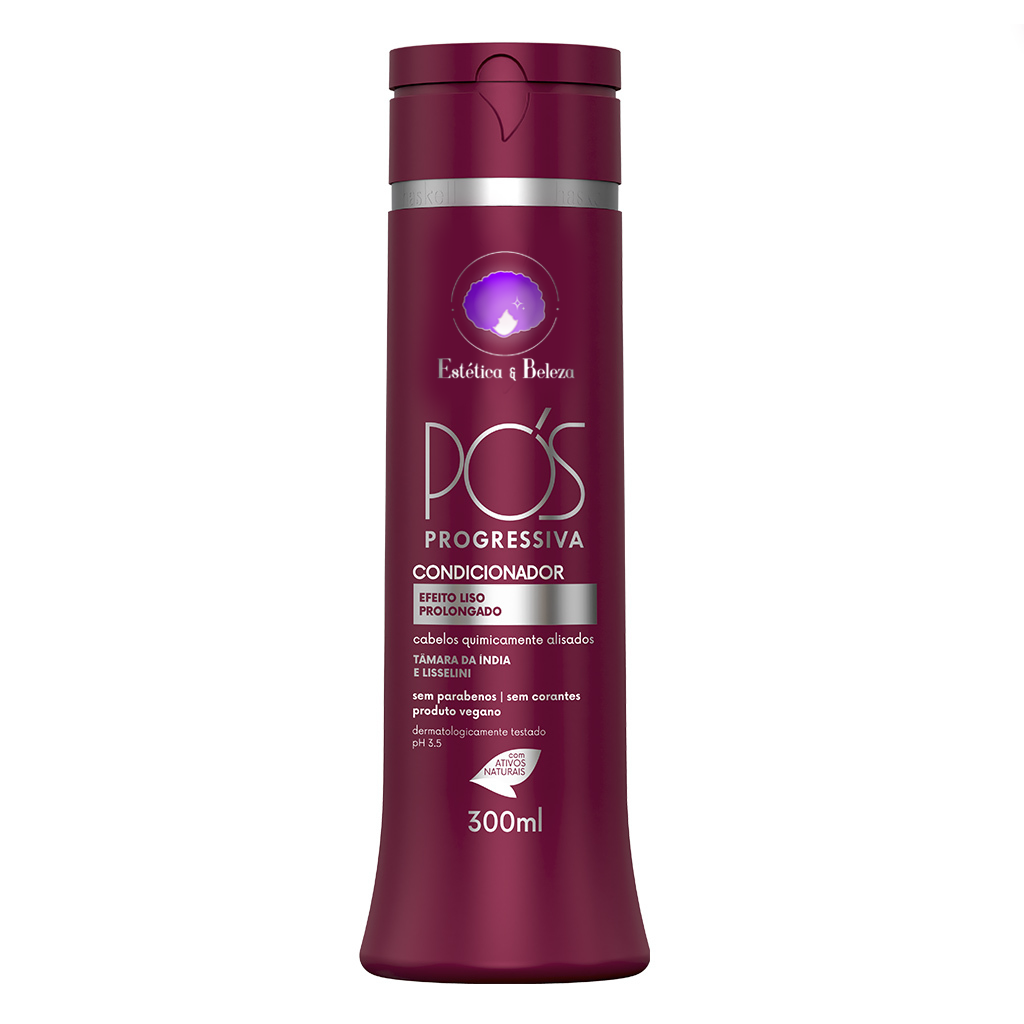 haskol
Estética & Beleza
PÓS
PROGRESSIVA
CONDICIONADOR
EFEITO LISO
PROLONGADO
cabelos quimicamente alisados
TÂMARA DA ÍNDIA
E LISSELINI
sem parabenos | sem corantes
produto vegano
dermatologicamente testado
pH 3.5
com
ATIVOS
NATURAIS
300ml